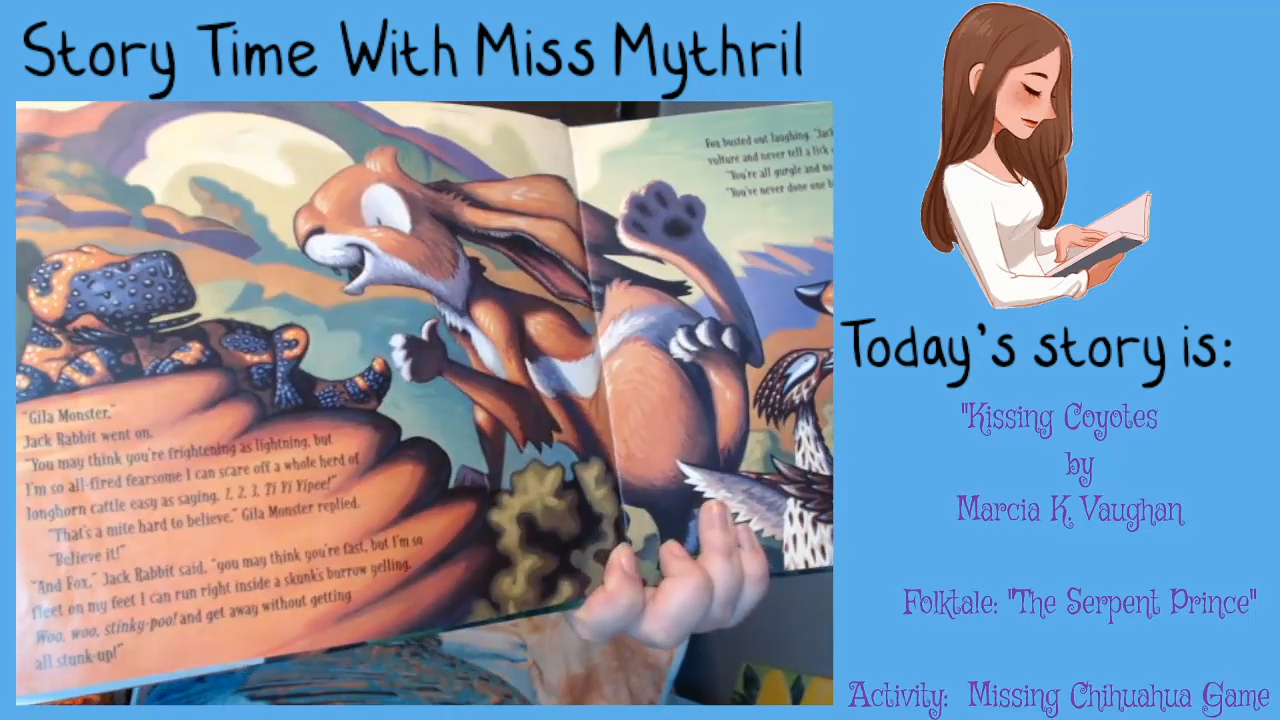 Story Time With Miss Mythril
Fox busted out laughing. "Jack
vulture and never tell a lick
"You're all gurgle and no
"You've never done one
"Gila Monster,"
Jack Rabbit went on.
"You may think you're frightening as lightning, but
I'm so all-fired fearsome I can scare off a whole herd of
longhorn cattle easy as saying, 1, 2, 3, Ti Yi Yipee!"
"That's a mite hard to believe," Gila Monster replied.
"Believe it!"
"And Fox," Jack Rabbit said, "you may think you're fast, but I'm so
fleet on my feet I can run right inside a skunk's burrow yelling,
Woo, woo, stinky-poo! and get away without getting
all stunk-up!"
Today's story is:
"Kissing Coyotes
by
Marcia K Vaughan
Folktale: "The Serpent Prince"
Activity: Missing Chihuahua Game